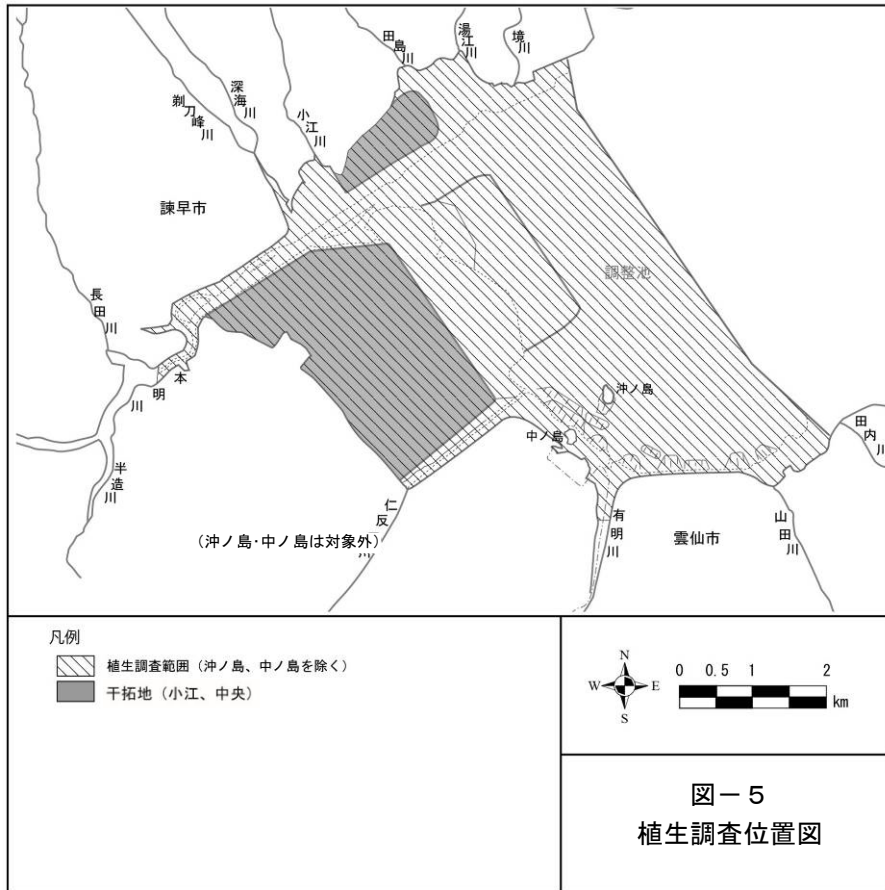 田島川
湯江川
境川
深海川
剃刀峰川
小江川
諫早市
調整池
長田川
本明川
沖ノ島
中ノ島
田内川
半造川
仁反
川
(沖ノ島・中ノ島は対象外)
有明川
雲仙市
山田川
凡例
植生調査範囲(沖ノ島、中ノ島を除く)
干拓地(小江、中央)
N
W E
S
0 0.5 1 2
km
図-5
植生調査位置図